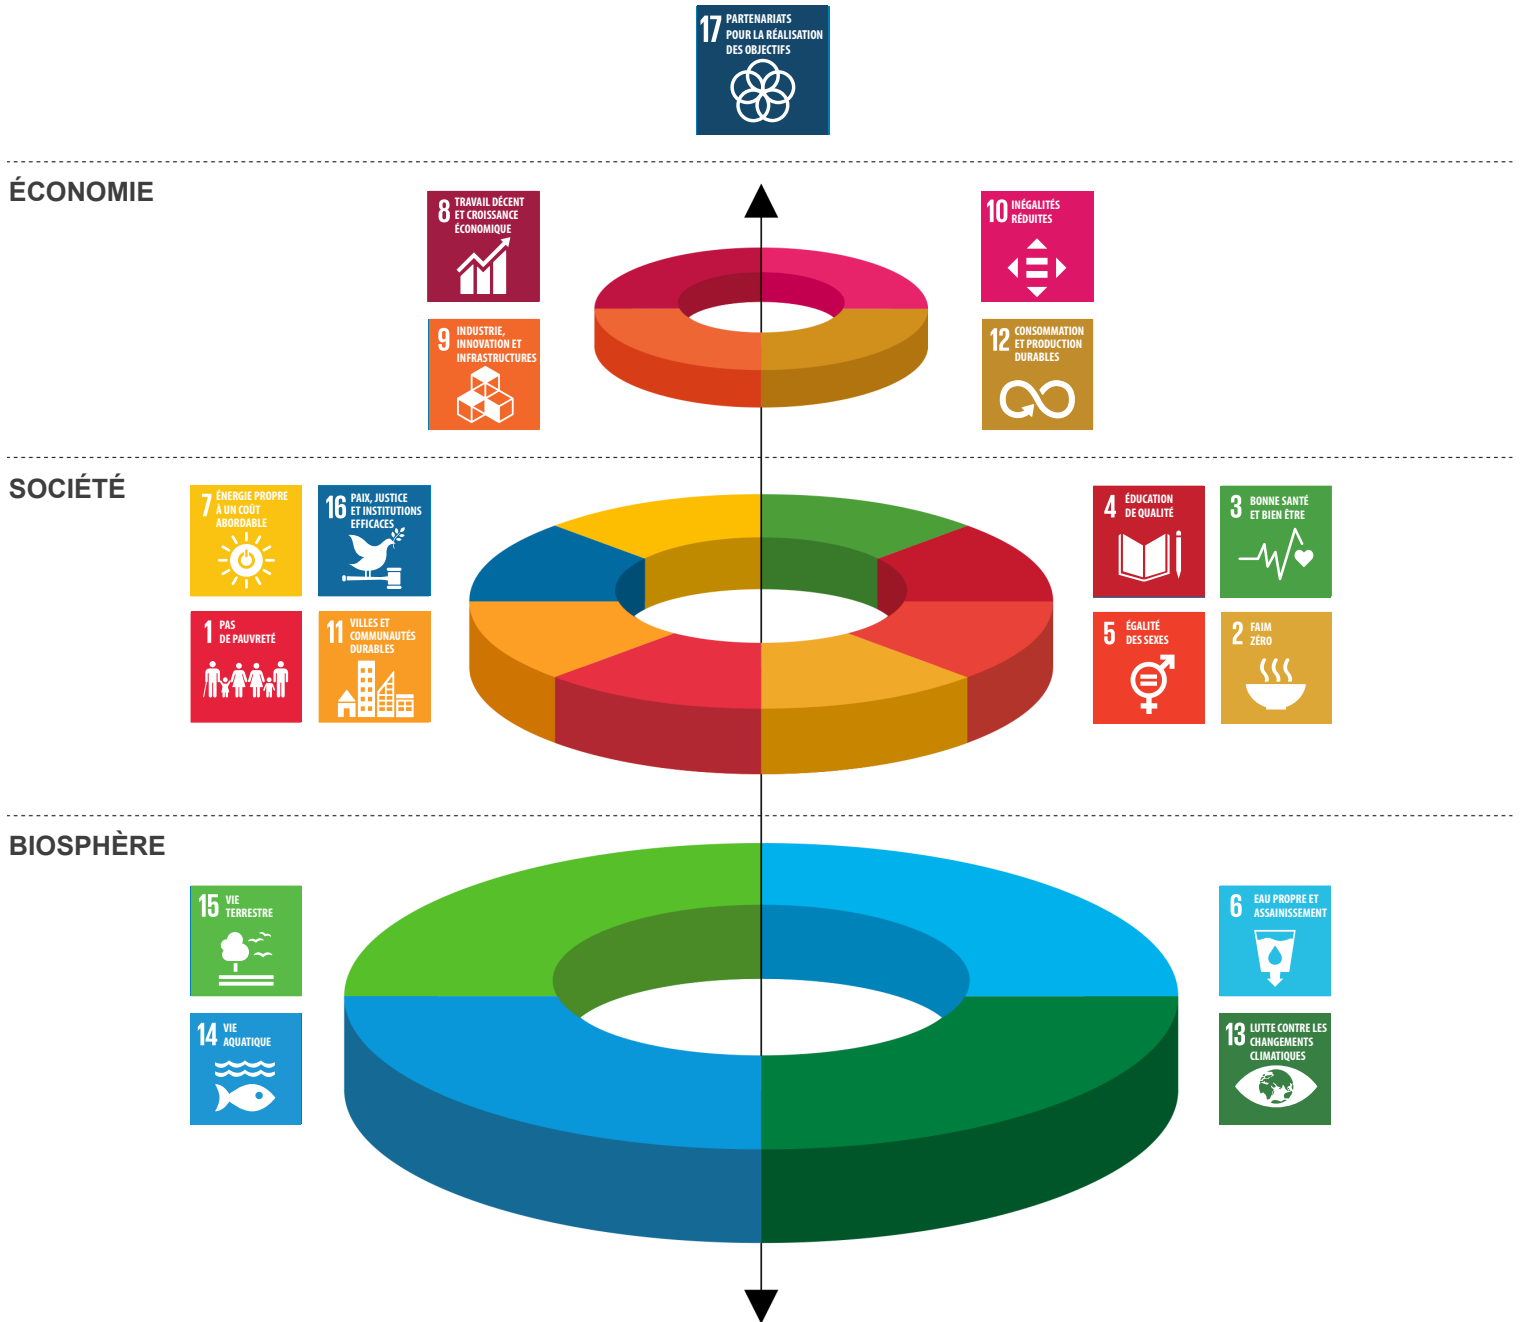 17 PARTENARIATS
POUR LA RÉALISATION
DES OBJECTIFS
ÉCONOMIE
8 TRAVAIL DÉCENT
ET CROISSANCE
ÉCONOMIQUE
10 INÉGALITÉS
RÉDUITES
9 INDUSTRIE,
INNOVATION ET
INFRASTRUCTURES
12 CONSOMMATION
ET PRODUCTION
DURABLES
SOCIÉTÉ
7 ÉNERGIE PROPRE
À UN COÛT
ABORDABLE
16 PAIX, JUSTICE
ET INSTITUTIONS
EFFICACES
4 ÉDUCATION
DE QUALITÉ
3 BONNE SANTÉ
ET BIEN ÊTRE
1 PAS
DE PAUVRETÉ
11 VILLES ET
COMMUNAUTÉS
DURABLES
5 ÉGALITÉ
DES SEXES
2 FAIM
ZÉRO
BIOSPHÈRE
15 VIE
TERRESTRE
6 EAU PROPRE ET
ASSAINISSEMENT
14 VIE
AQUATIQUE
13 LUTTE CONTRE LES
CHANGEMENTS
CLIMATIQUES